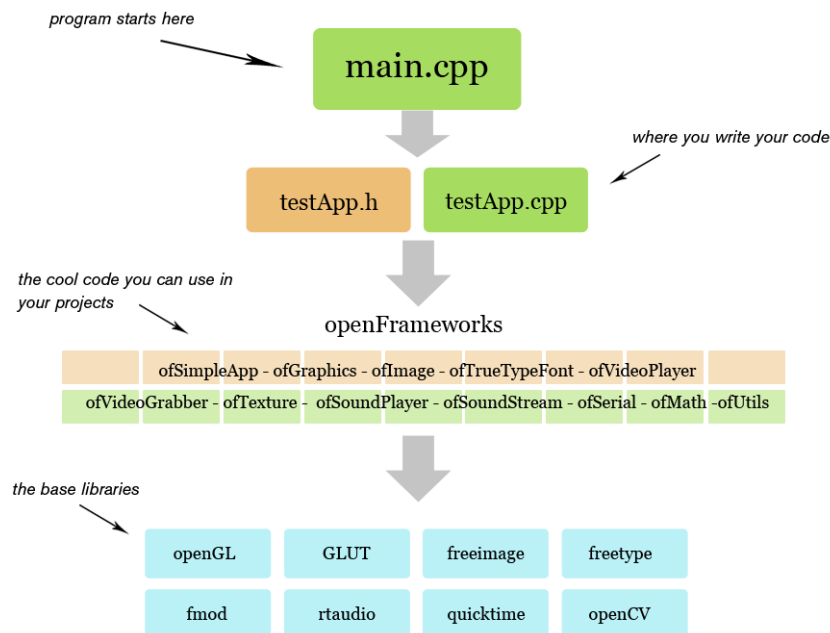 program starts here
main.cpp
where you write your code
testApp.h
testApp.cpp
the cool code you can use in
your projects
openFrameworks
ofSimpleApp - ofGraphics - ofImage - ofTrueTypeFont - ofVideoPlayer
ofVideoGrabber - ofTexture - ofSoundPlayer - ofSoundStream - ofSerial - ofMath -ofUtils
the base libraries
openGL
GLUT
freeimage
freetype
fmod
rtaudio
quicktime
openCV